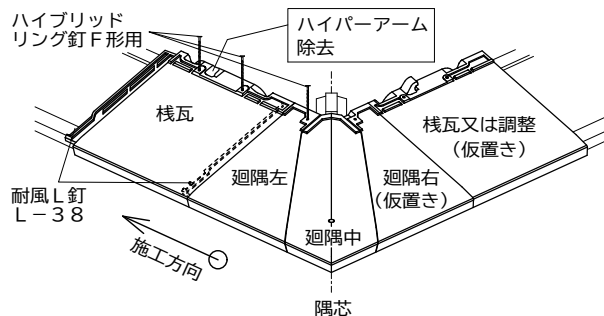 ハイブリッド
リング釘F形用
ハイパーアーム
除去
桟瓦
桟瓦又は調整
(仮置き)
廻隅左
廻隅右
(仮置き)
耐風L釘
L-38
廻隅中
施工方向
隅芯